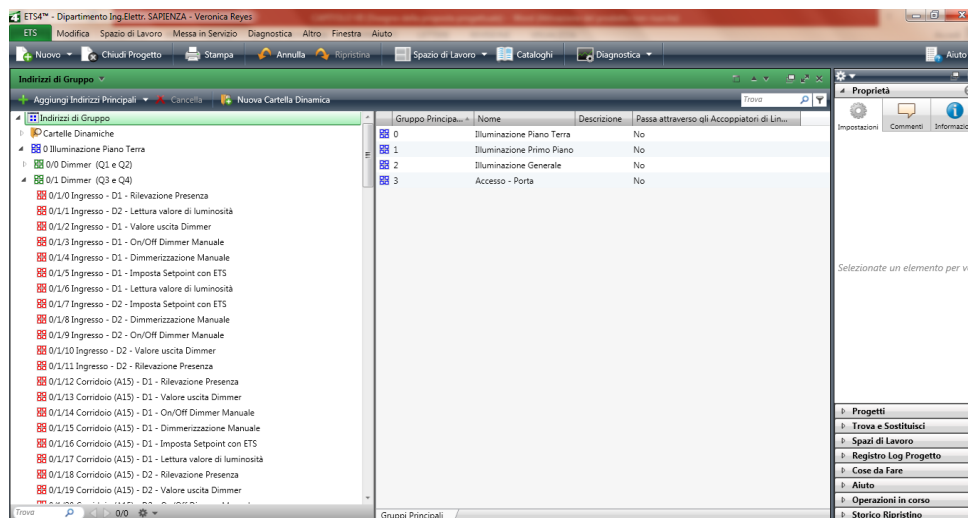 ETS4™ - Dipartimento Ing.Elettr. SAPIENZA - Veronica Reyes
ETS Modifica Spazio di Lavoro Messa in Servizio Diagnostica Altro Finestra Aiuto
Nuovo Chiudi Progetto Stampa Annulla Ripristina Spazio di Lavoro Cataloghi Diagnostica Aiuto
Indirizzi di Gruppo
Aggiungi Indirizzi Principali Cancella Nuova Cartella Dinamica Trova
Indirizzi di Gruppo
Cartelle Dinamiche
0 Illuminazione Piano Terra
0/0 Dimmer (Q1 e Q2)
0/1 Dimmer (Q3 e Q4)
0/1/0 Ingresso - D1 - Rilevazione Presenza
0/1/1 Ingresso - D2 - Lettura valore di luminosità
0/1/2 Ingresso - D1 - Valore uscita Dimmer
0/1/3 Ingresso - D1 - On/Off Dimmer Manuale
0/1/4 Ingresso - D1 - Dimmerizzazione Manuale
0/1/5 Ingresso - D1 - Imposta Setpoint con ETS
0/1/6 Ingresso - D1 - Lettura valore di luminosità
0/1/7 Ingresso - D2 - Imposta Setpoint con ETS
0/1/8 Ingresso - D2 - Dimmerizzazione Manuale
0/1/9 Ingresso - D2 - On/Off Dimmer Manuale
0/1/10 Ingresso - D2 - Valore uscita Dimmer
0/1/11 Ingresso - D2 - Rilevazione Presenza
0/1/12 Corridoio (A15) - D1 - Rilevazione Presenza
0/1/13 Corridoio (A15) - D1 - Valore uscita Dimmer
0/1/14 Corridoio (A15) - D1 - On/Off Dimmer Manuale
0/1/15 Corridoio (A15) - D1 - Dimmerizzazione Manuale
0/1/16 Corridoio (A15) - D1 - Imposta Setpoint con ETS
0/1/17 Corridoio (A15) - D1 - Lettura valore di luminosità
0/1/18 Corridoio (A15) - D2 - Rilevazione Presenza
0/1/19 Corridoio (A15) - D2 - Valore uscita Dimmer
Trova 0/0
Gruppo Principa... Nome Descrizione Passa attraverso gli Accoppiatori di Lin...
0 Illuminazione Piano Terra No
1 Illuminazione Primo Piano No
2 Illuminazione Generale No
3 Accesso - Porta No
Gruppi Principali
Proprietà
Impostazioni Commenti Informazio
Selezionate un elemento per v
Progetti
Trova e Sostituisci
Spazi di Lavoro
Registro Log Progetto
Cose da Fare
Aiuto
Operazioni in corso
Storico Ripristino